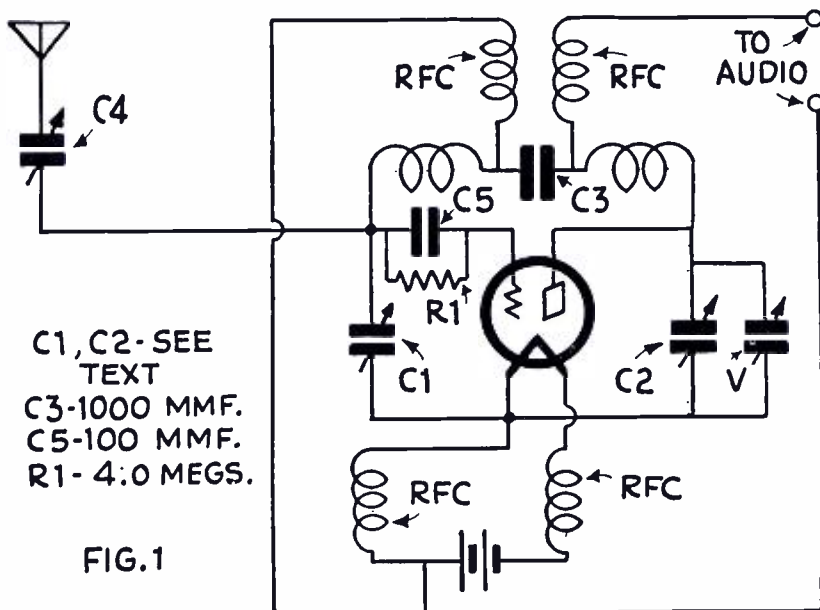 TO
AUDIO
RFC
RFC
C4
C5
C3
R1
C1
C2
V
C1, C2- SEE
TEXT
C3-1000 MMF.
C5-100 MMF.
R1- 4:0 MEGS.
RFC
RFC
FIG.1